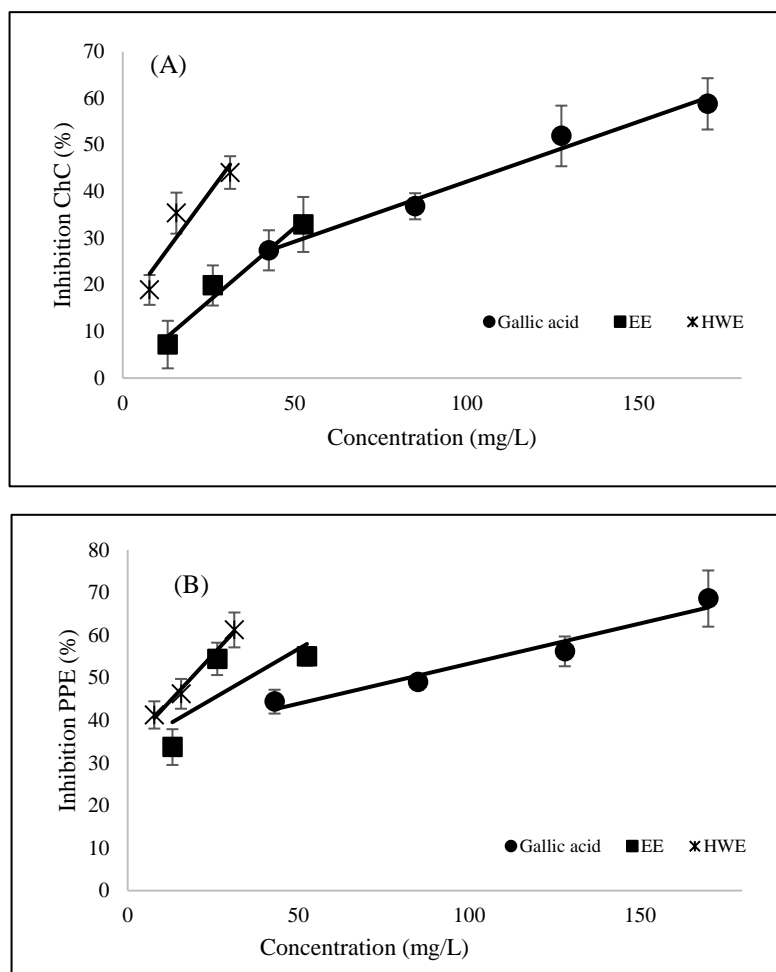 (A)
Inhibition ChC (%)
70
60
50
40
30
20
10
0
0 50 100 150
Concentration (mg/L)
Gallic acid EE HWE
(B)
Inhibition PPE (%)
80
70
60
50
40
30
20
10
0
0 50 100 150
Concentration (mg/L)
Gallic acid EE HWE